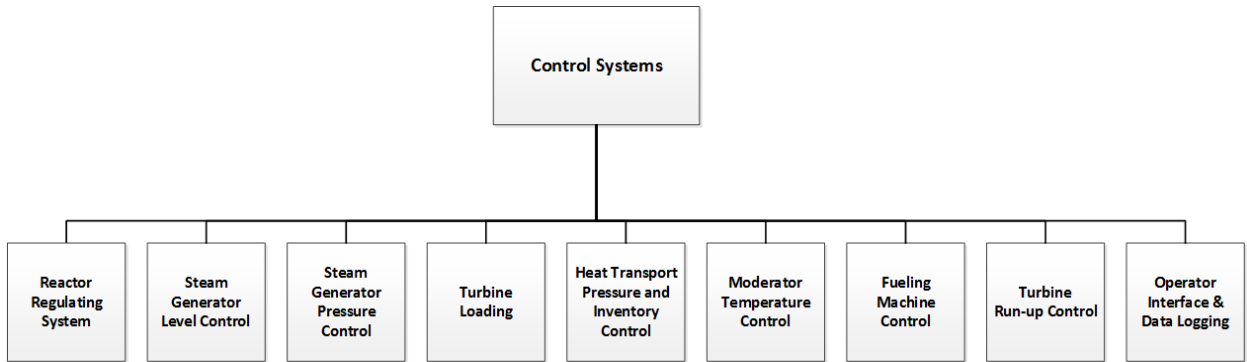 Control Systems
Reactor
Regulating
System
Steam
Generator
Level Control
Steam
Generator
Pressure
Control
Turbine
Loading
Heat Transport
Pressure and
Inventory
Control
Moderator
Temperature
Control
Fueling
Machine
Control
Turbine
Run-up Control
Operator
Interface &
Data Logging